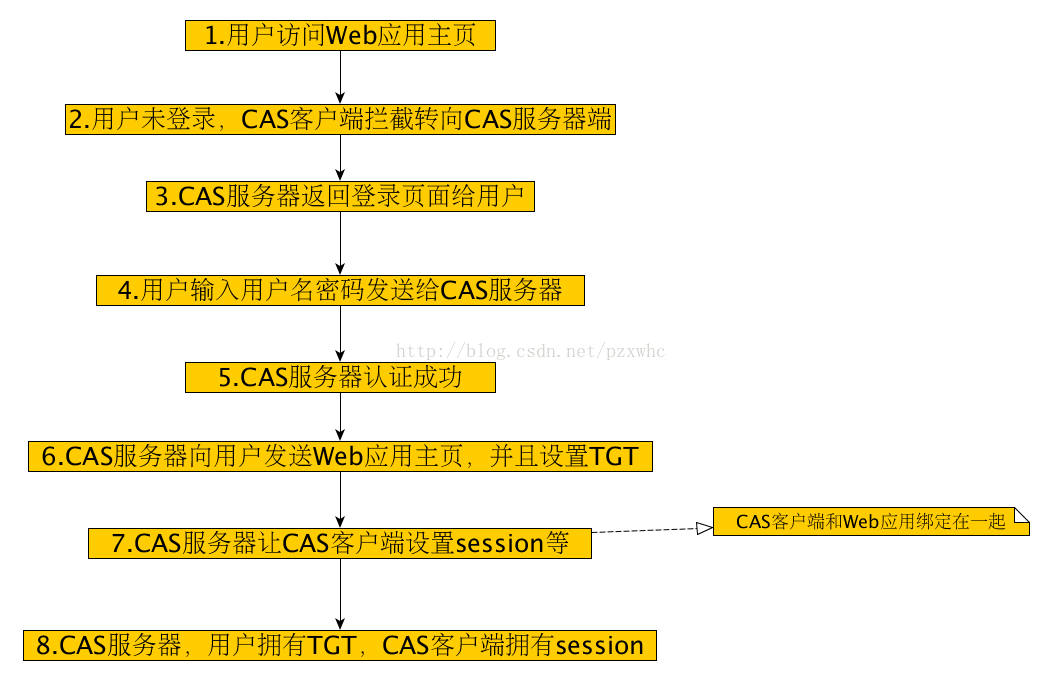 1.用户访问Web应用主页
2.用户未登录，CAS客户端拦截转向CAS服务器端
3.CAS服务器返回登录页面给用户
4.用户输入用户名密码发送给CAS服务器
http://blog.csdn.net/pzxwhc
5.CAS服务器认证成功
6.CAS服务器向用户发送Web应用主页，并且设置TGT
7.CAS服务器让CAS客户端设置session等
CAS客户端和Web应用绑定在一起
8.CAS服务器，用户拥有TGT，CAS客户端拥有session